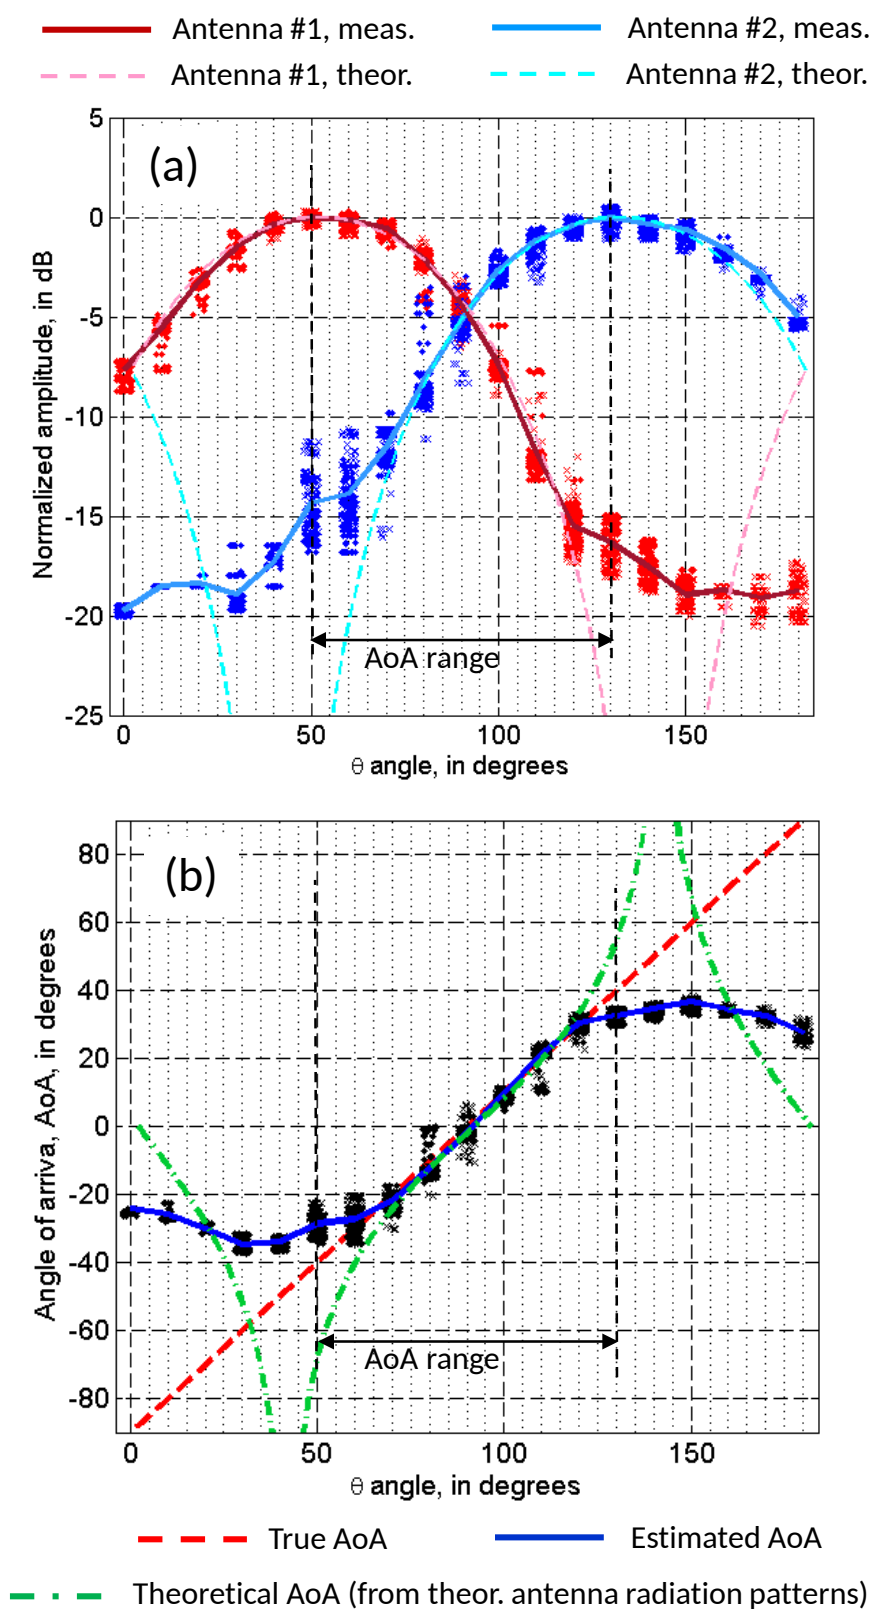 Antenna #1, meas. Antenna #2, meas.
Antenna #1, theor. Antenna #2, theor.
5
(a)
0
-5
-10
-15
-20
-25
Normalized amplitude, in dB
AoA range
0 50 100 150
θ angle, in degrees
(b)
80
60
40
20
0
-20
-40
-60
-80
Angle of arriva, AoA, in degrees
AoA range
0 50 100 150
θ angle, in degrees
True AoA Estimated AoA
Theoretical AoA (from theor. antenna radiation patterns)